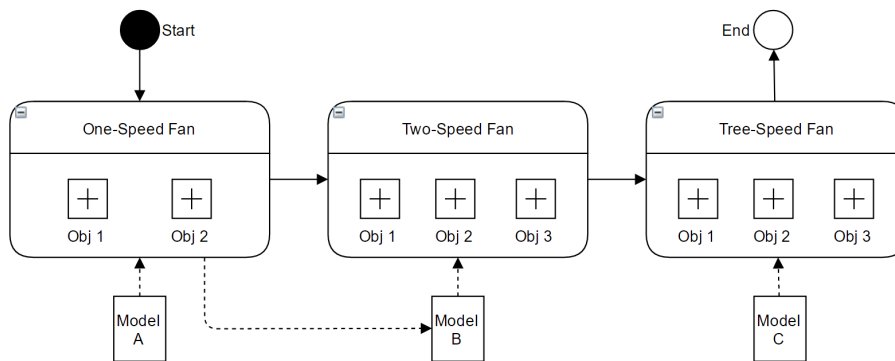 Start
End
One-Speed Fan
Two-Speed Fan
Tree-Speed Fan
Obj 1
Obj 2
Obj 1
Obj 2
Obj 3
Obj 1
Obj 2
Obj 3
Model
A
Model
B
Model
C